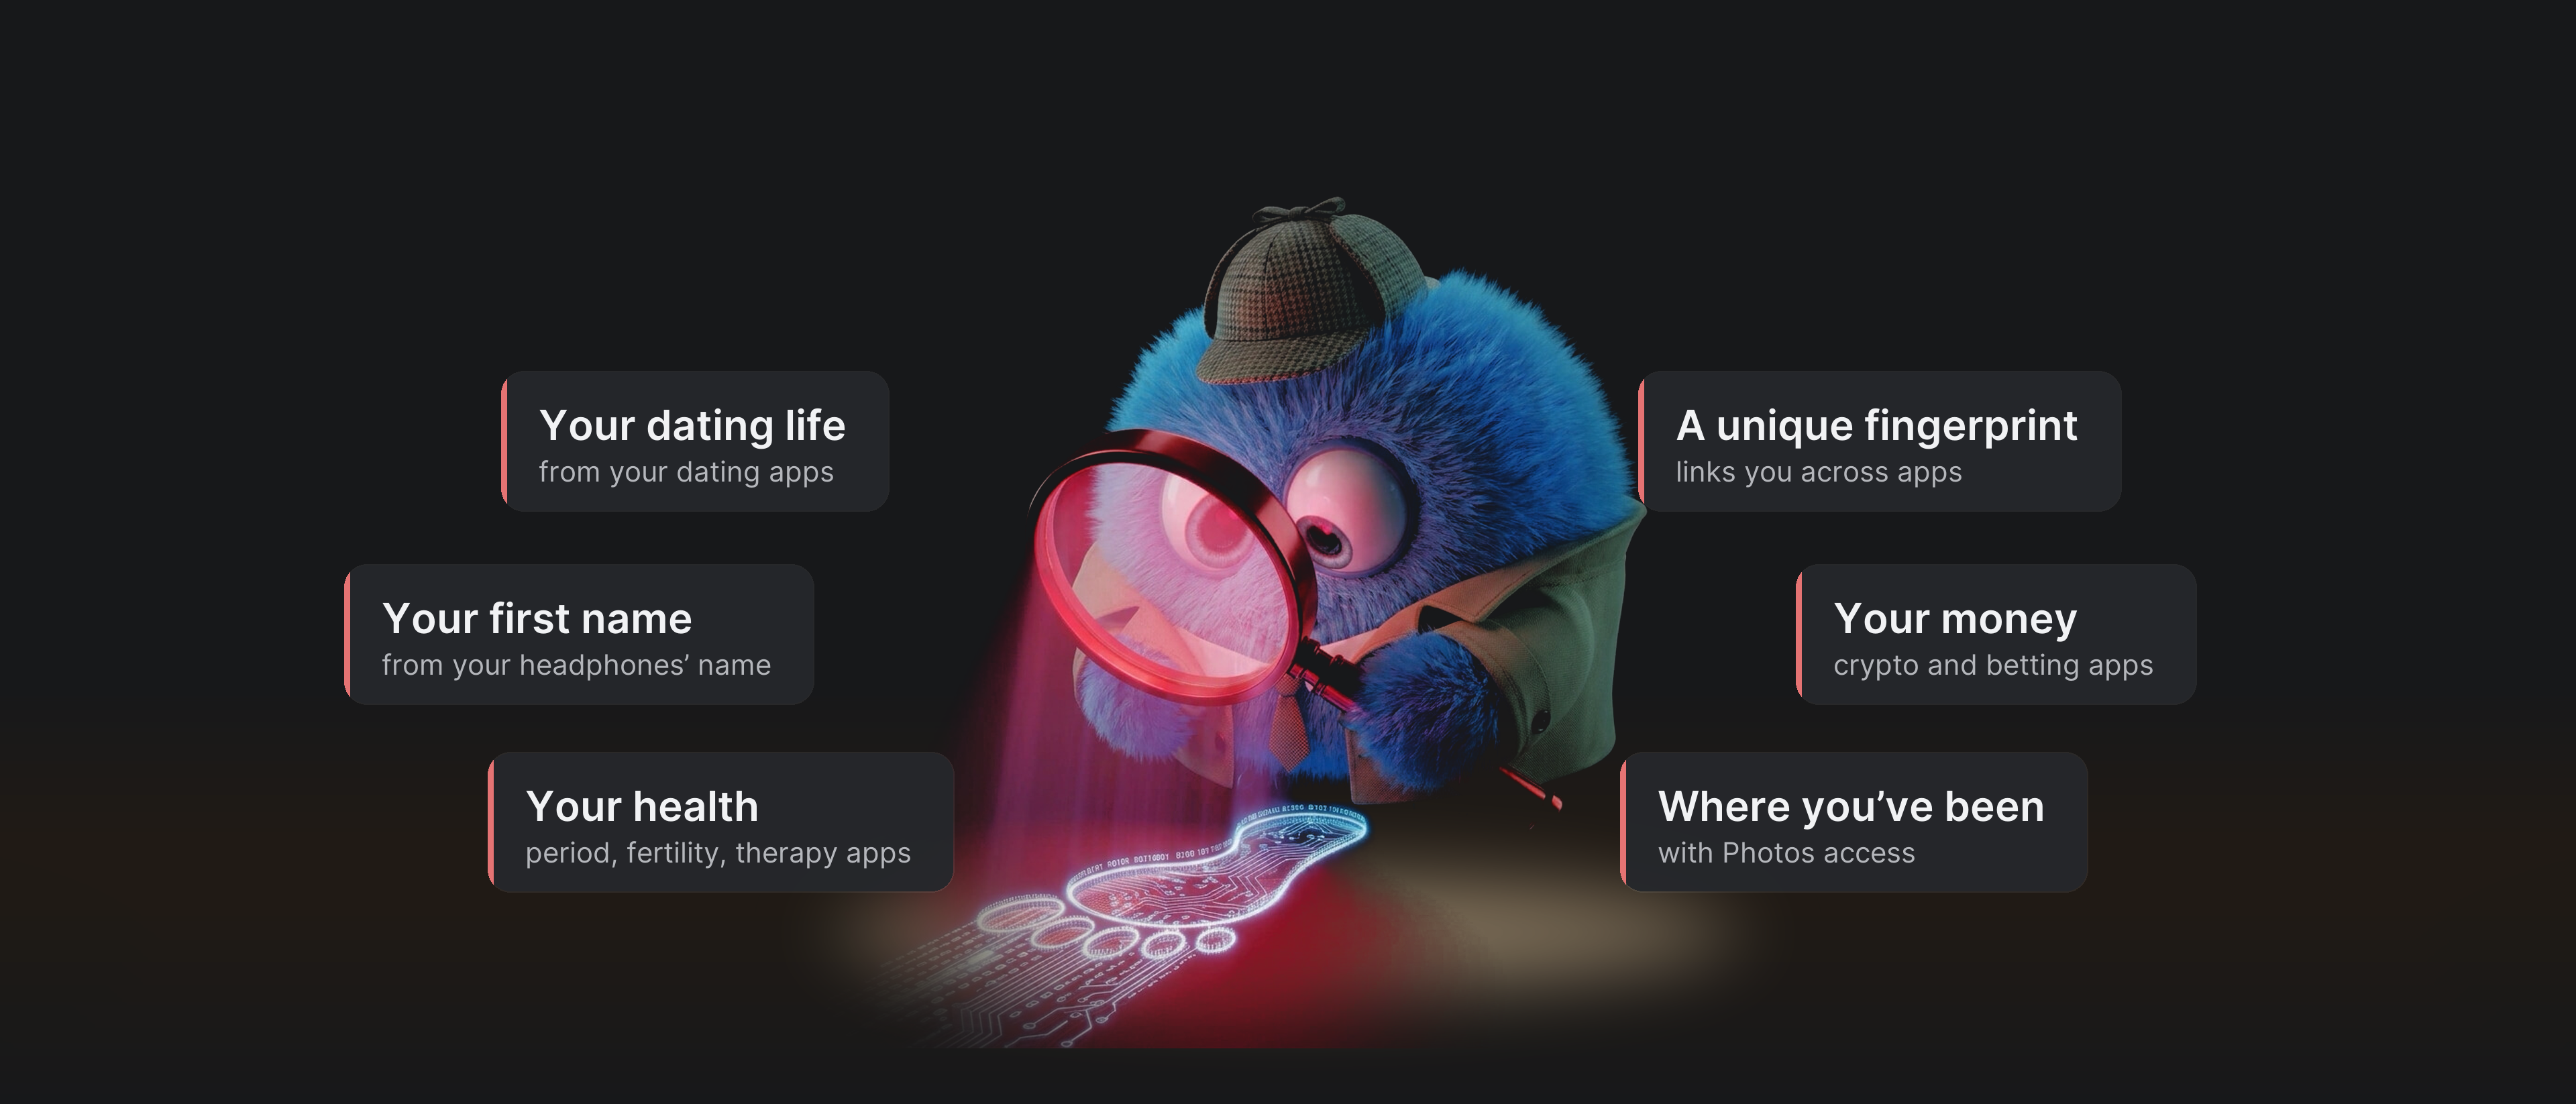 Your dating life
from your dating apps
A unique fingerprint
links you across apps
Your first name
from your headphones’ name
Your money
crypto and betting apps
Your health
period, fertility, therapy apps
Where you’ve been
with Photos access